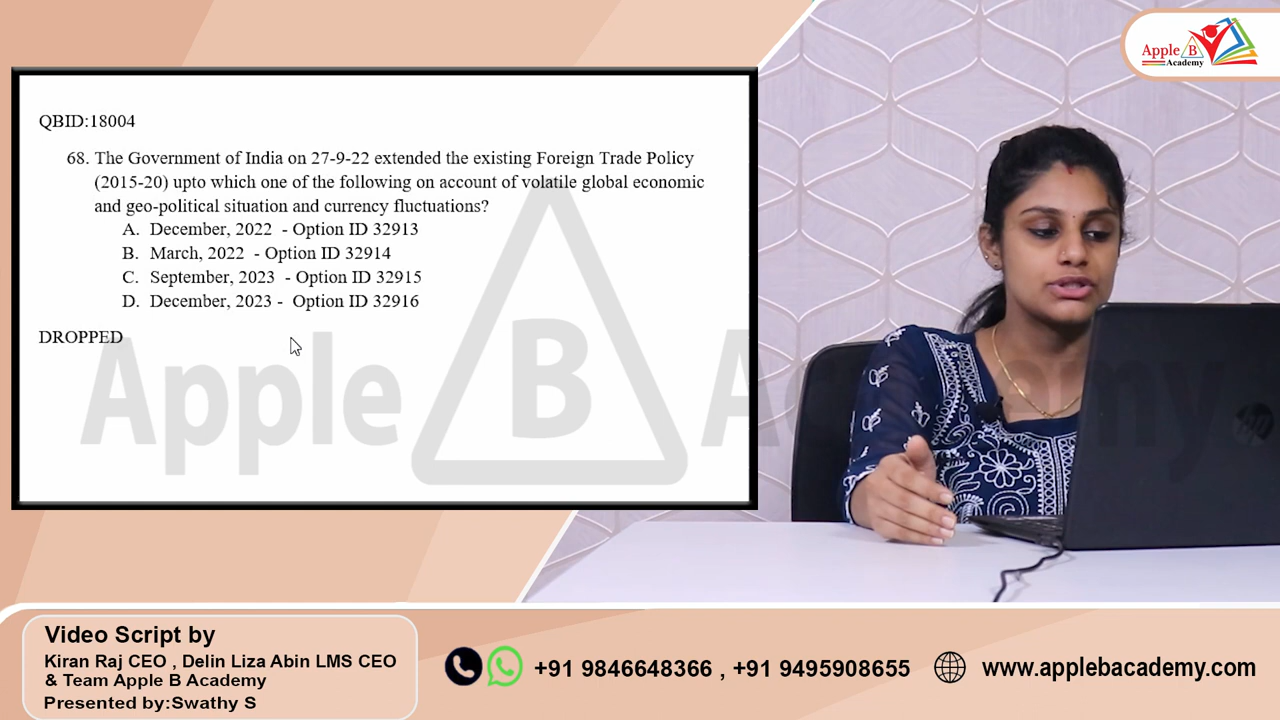 Apple B
Academy
QBID:18004
68. The Government of India on 27-9-22 extended the existing Foreign Trade Policy
(2015-20) upto which one of the following on account of volatile global economic
and geo-political situation and currency fluctuations?
A. December, 2022 - Option ID 32913
B. March, 2022 - Option ID 32914
C. September, 2023 - Option ID 32915
D. December, 2023 - Option ID 32916
DROPPED
Apple B Academy
Video Script by
Kiran Raj CEO , Delin Liza Abin LMS CEO
& Team Apple B Academy
Presented by:Swathy S
+91 9846648366 , +91 9495908655
www.applebacademy.com